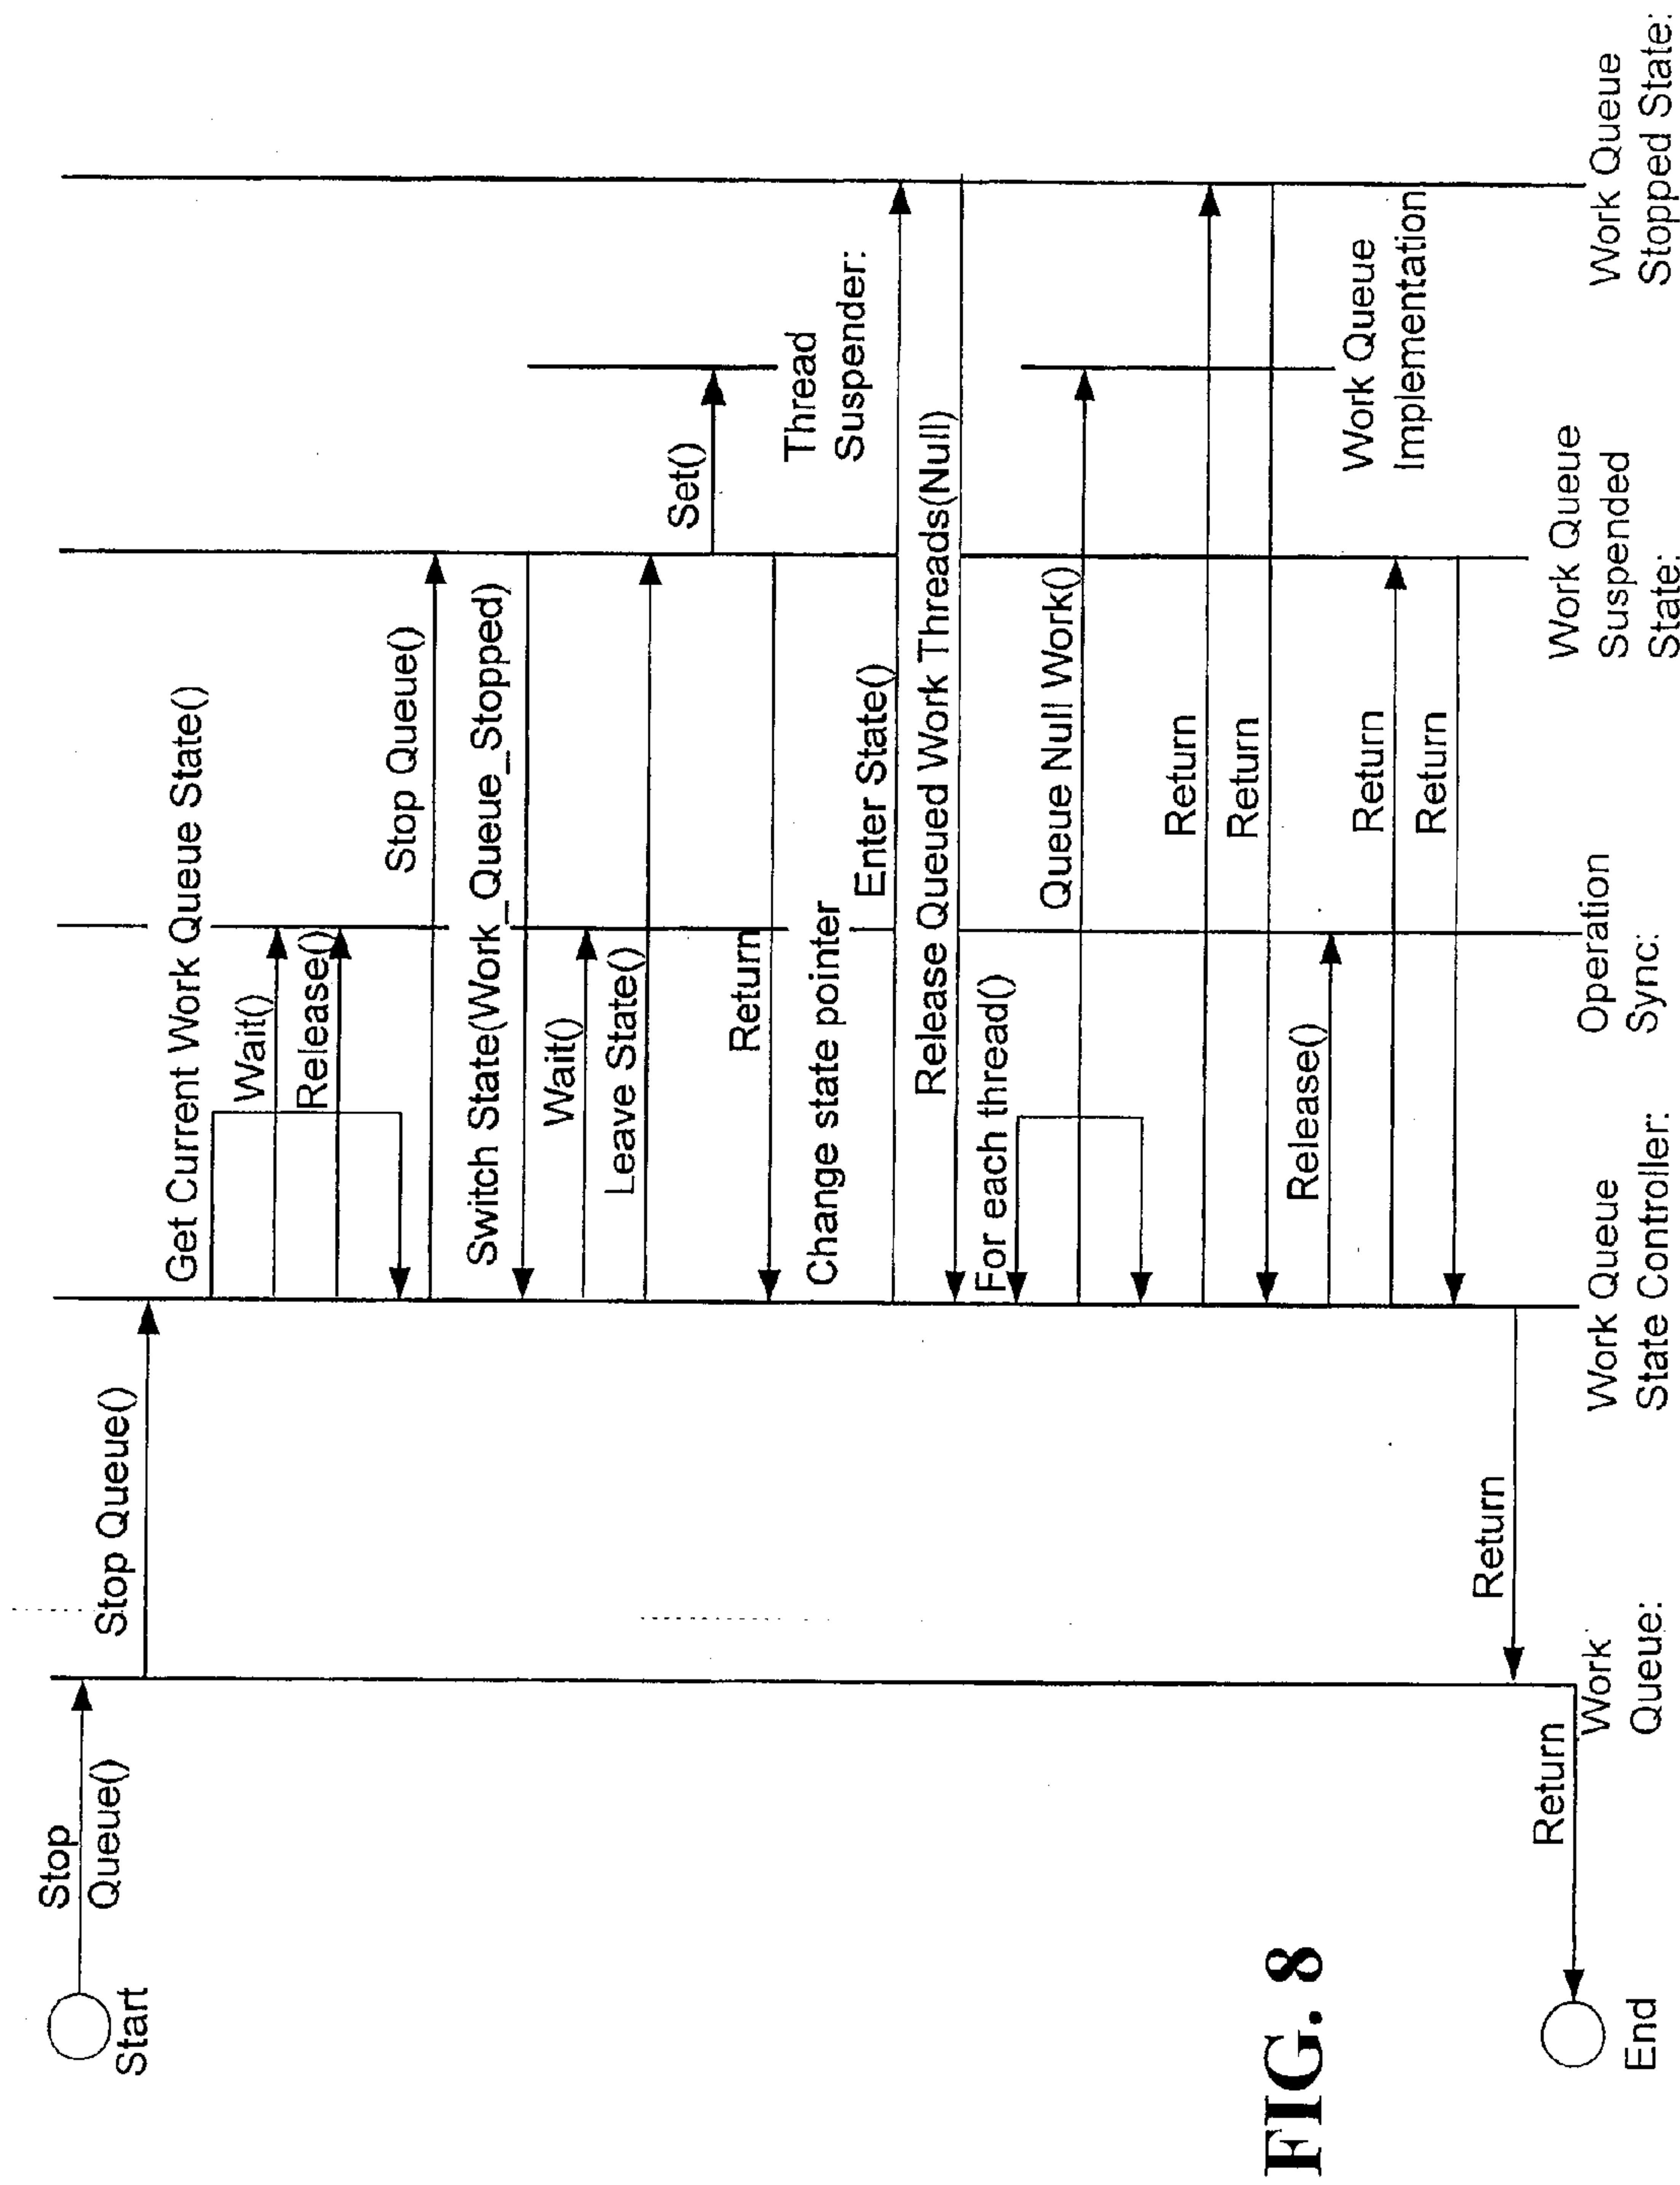 Stop
Queue()
Start
Stop Queue()
Get Current Work Queue State()
Wait()
Release()
Stop Queue()
Switch State(Work_Queue_Stopped)
Wait()
Leave State()
Set()
Return
Thread
Suspender:
Change state pointer
Enter State()
Release Queued Work Threads(Null)
For each thread()
Queue Null Work()
Return
Return
Release()
Work Queue
Implementation
Return
Return
Return
Return
End
Work
Queue:
Work Queue
State Controller:
Operation
Sync:
Work Queue
Suspended
State:
Work Queue
Stopped State:
FIG. 8